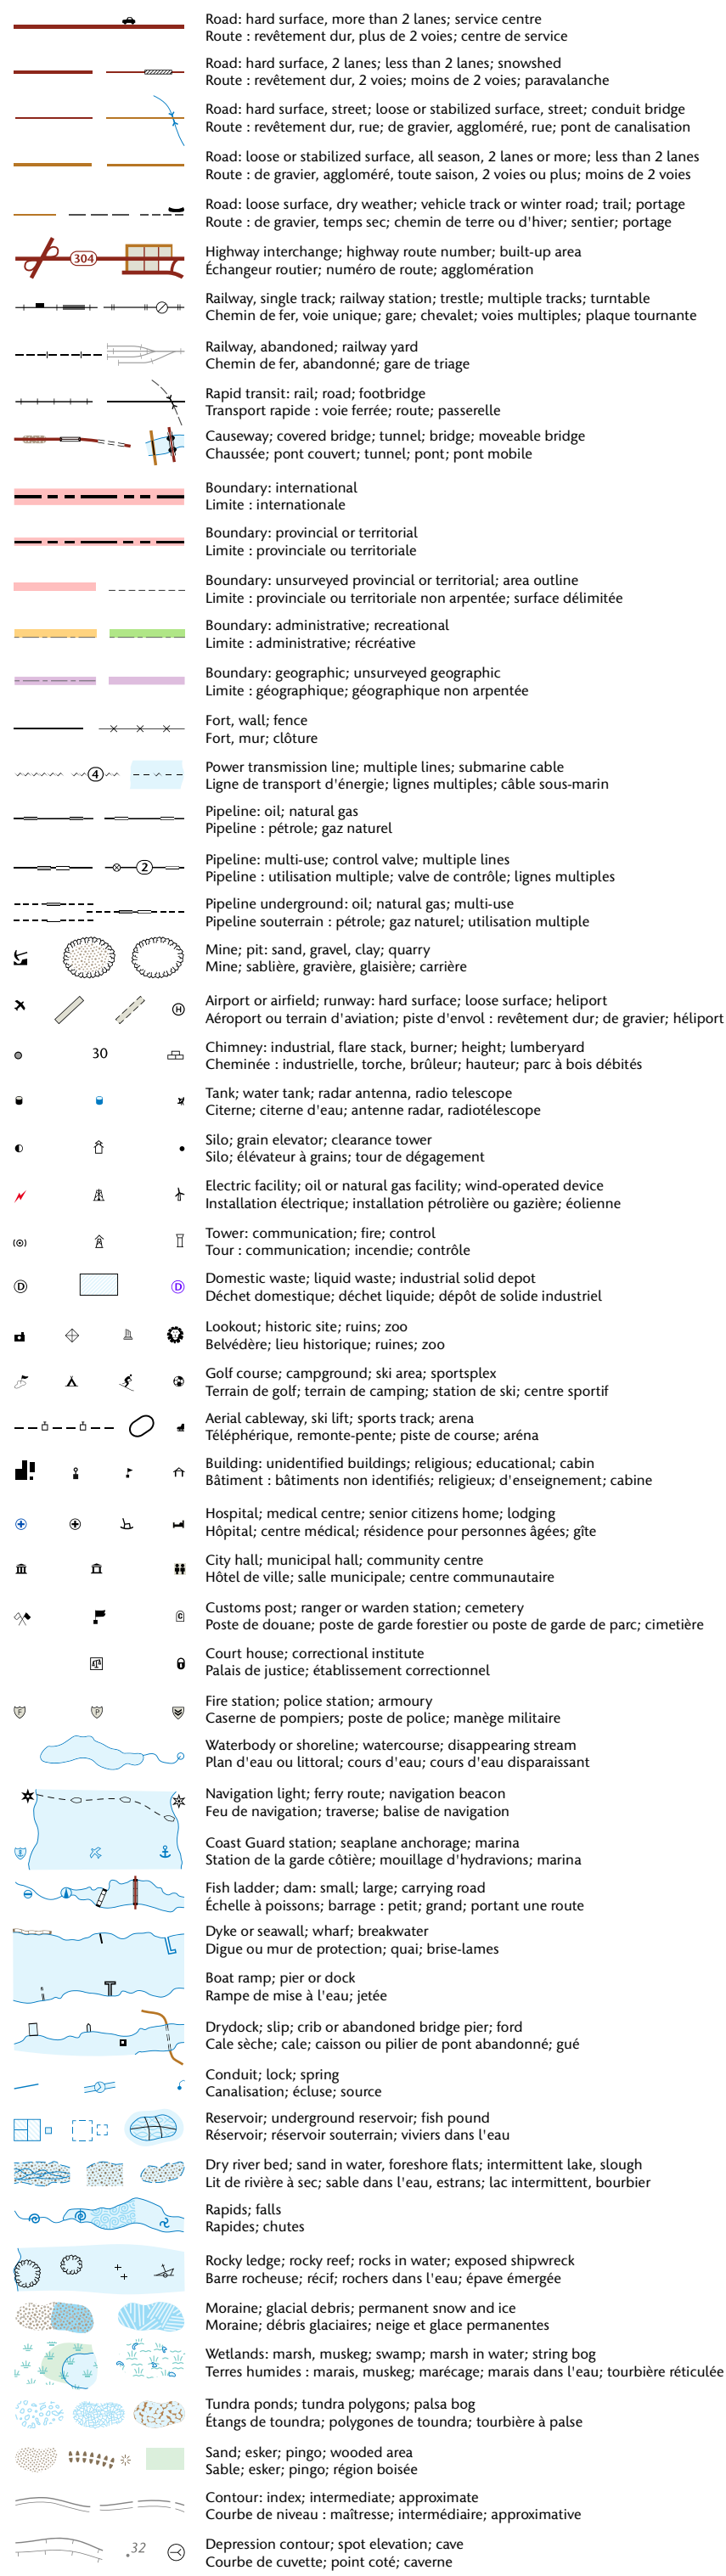 Road: hard surface, more than 2 lanes; service centre
Route : revêtement dur, plus de 2 voies; centre de service
Road: hard surface, 2 lanes; less than 2 lanes; snowshed
Route : revêtement dur, 2 voies; moins de 2 voies; paravalanche
Road: hard surface, street; loose or stabilized surface, street; conduit bridge
Route : revêtement dur, rue; de gravier, aggloméré, rue; pont de canalisation
Road: loose or stabilized surface, all season, 2 lanes or more; less than 2 lanes
Route : de gravier, aggloméré, toute saison, 2 voies ou plus; moins de 2 voies
Road: loose surface, dry weather; vehicle track or winter road; trail; portage
Route : de gravier, temps sec; chemin de terre ou d'hiver; sentier; portage
304
Highway interchange; highway route number; built-up area
Échangeur routier; numéro de route; agglomération
Railway, single track; railway station; trestle; multiple tracks; turntable
Chemin de fer, voie unique; gare; chevalet; voies multiples; plaque tournante
Railway, abandoned; railway yard
Chemin de fer, abandonné; gare de triage
Rapid transit: rail; road; footbridge
Transport rapide : voie ferrée; route; passerelle
Causeway; covered bridge; tunnel; bridge; moveable bridge
Chaussée; pont couvert; tunnel; pont; pont mobile
Boundary: international
Limite : internationale
Boundary: provincial or territorial
Limite : provinciale ou territoriale
Boundary: unsurveyed provincial or territorial; area outline
Limite : provinciale ou territoriale non arpentée; surface délimitée
Boundary: administrative; recreational
Limite : administrative; récréative
Boundary: geographic; unsurveyed geographic
Limite : géographique; géographique non arpentée
Fort, wall; fence
Fort, mur; clôture
4
Power transmission line; multiple lines; submarine cable
Ligne de transport d'énergie; lignes multiples; câble sous-marin
Pipeline: oil; natural gas
Pipeline : pétrole; gaz naturel
2
Pipeline: multi-use; control valve; multiple lines
Pipeline : utilisation multiple; valve de contrôle; lignes multiples
Pipeline underground: oil; natural gas; multi-use
Pipeline souterrain : pétrole; gaz naturel; utilisation multiple
Mine; pit: sand, gravel, clay; quarry
Mine; sablière, gravière, glaisière; carrière
H
Airport or airfield; runway: hard surface; loose surface; heliport
Aéroport ou terrain d'aviation; piste d'envol : revêtement dur; de gravier; héliport
30
Chimney: industrial, flare stack, burner; height; lumberyard
Cheminée : industrielle, torche, brûleur; hauteur; parc à bois débités
Tank; water tank; radar antenna, radio telescope
Citerne; citerne d'eau; antenne radar, radiotélescope
Silo; grain elevator; clearance tower
Silo; élévateur à grains; tour de dégagement
Electric facility; oil or natural gas facility; wind-operated device
Installation électrique; installation pétrolière ou gazière; éolienne
Tower: communication; fire; control
Tour : communication; incendie; contrôle
D D
Domestic waste; liquid waste; industrial solid depot
Déchet domestique; déchet liquide; dépôt de solide industriel
Lookout; historic site; ruins; zoo
Belvédère; lieu historique; ruines; zoo
Golf course; campground; ski area; sportsplex
Terrain de golf; terrain de camping; station de ski; centre sportif
Aerial cableway, ski lift; sports track; arena
Téléphérique, remonte-pente; piste de course; aréna
Building: unidentified buildings; religious; educational; cabin
Bâtiment : bâtiments non identifiés; religieux; d'enseignement; cabine
Hospital; medical centre; senior citizens home; lodging
Hôpital; centre médical; résidence pour personnes âgées; gîte
City hall; municipal hall; community centre
Hôtel de ville; salle municipale; centre communautaire
C
Customs post; ranger or warden station; cemetery
Poste de douane; poste de garde forestier ou poste de garde de parc; cimetière
Court house; correctional institute
Palais de justice; établissement correctionnel
F P
Fire station; police station; armoury
Caserne de pompiers; poste de police; manège militaire
Waterbody or shoreline; watercourse; disappearing stream
Plan d'eau ou littoral; cours d'eau; cours d'eau disparaissant
Navigation light; ferry route; navigation beacon
Feu de navigation; traverse; balise de navigation
Coast Guard station; seaplane anchorage; marina
Station de la garde côtière; mouillage d'hydravions; marina
Fish ladder; dam: small; large; carrying road
Échelle à poissons; barrage : petit; grand; portant une route
Dyke or seawall; wharf; breakwater
Digue ou mur de protection; quai; brise-lames
Boat ramp; pier or dock
Rampe de mise à l'eau; jetée
Drydock; slip; crib or abandoned bridge pier; ford
Cale sèche; cale; caisson ou pilier de pont abandonné; gué
Conduit; lock; spring
Canalisation; écluse; source
Reservoir; underground reservoir; fish pound
Réservoir; réservoir souterrain; viviers dans l'eau
Dry river bed; sand in water, foreshore flats; intermittent lake, slough
Lit de rivière à sec; sable dans l'eau, estrans; lac intermittent, bourbier
Rapids; falls
Rapides; chutes
Rocky ledge; rocky reef; rocks in water; exposed shipwreck
Barre rocheuse; récif; rochers dans l'eau; épave émergée
Moraine; glacial debris; permanent snow and ice
Moraine; débris glaciaires; neige et glace permanentes
Wetlands: marsh, muskeg; swamp; marsh in water; string bog
Terres humides : marais, muskeg; marécage; marais dans l'eau; tourbière réticulée
Tundra ponds; tundra polygons; palsa bog
Étangs de toundra; polygones de toundra; tourbière à palse
Sand; esker; pingo; wooded area
Sable; esker; pingo; région boisée
Contour: index; intermediate; approximate
Courbe de niveau : maîtresse; intermédiaire; approximative
.32
Depression contour; spot elevation; cave
Courbe de cuvette; point coté; caverne